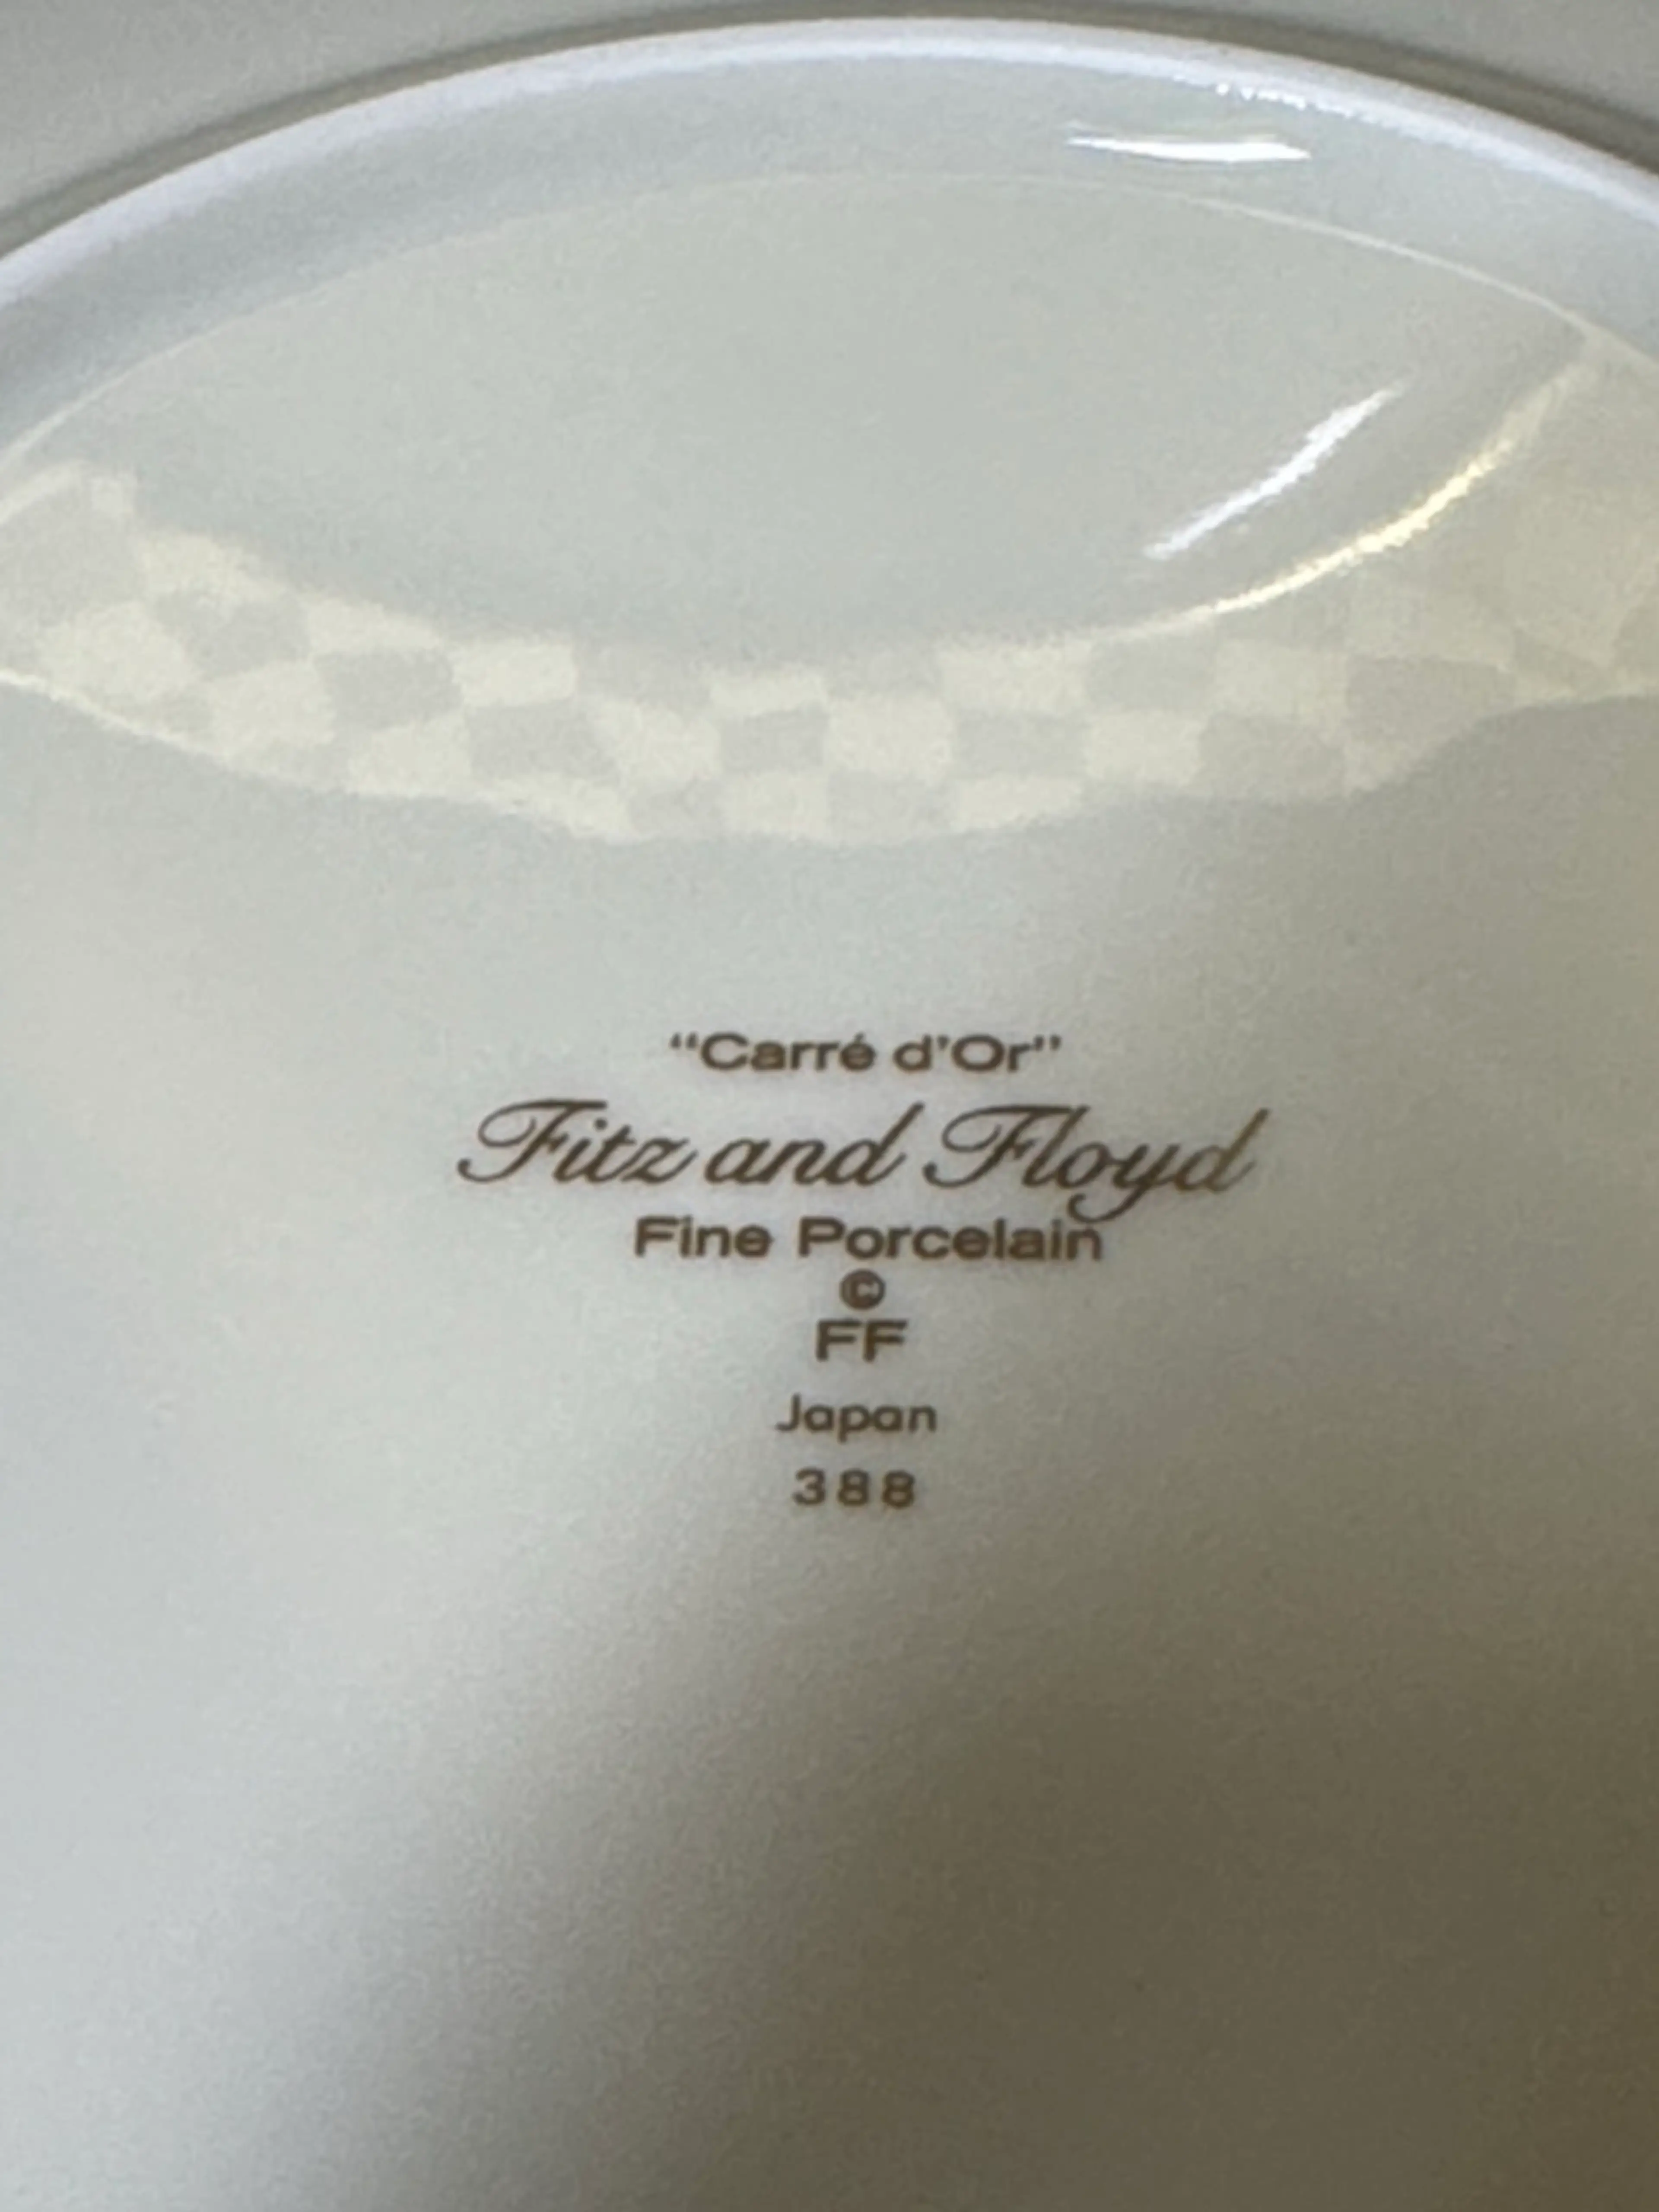 “Carré d’Or”
Fitz and Floyd
Fine Porcelain
©
FF
Japan
388